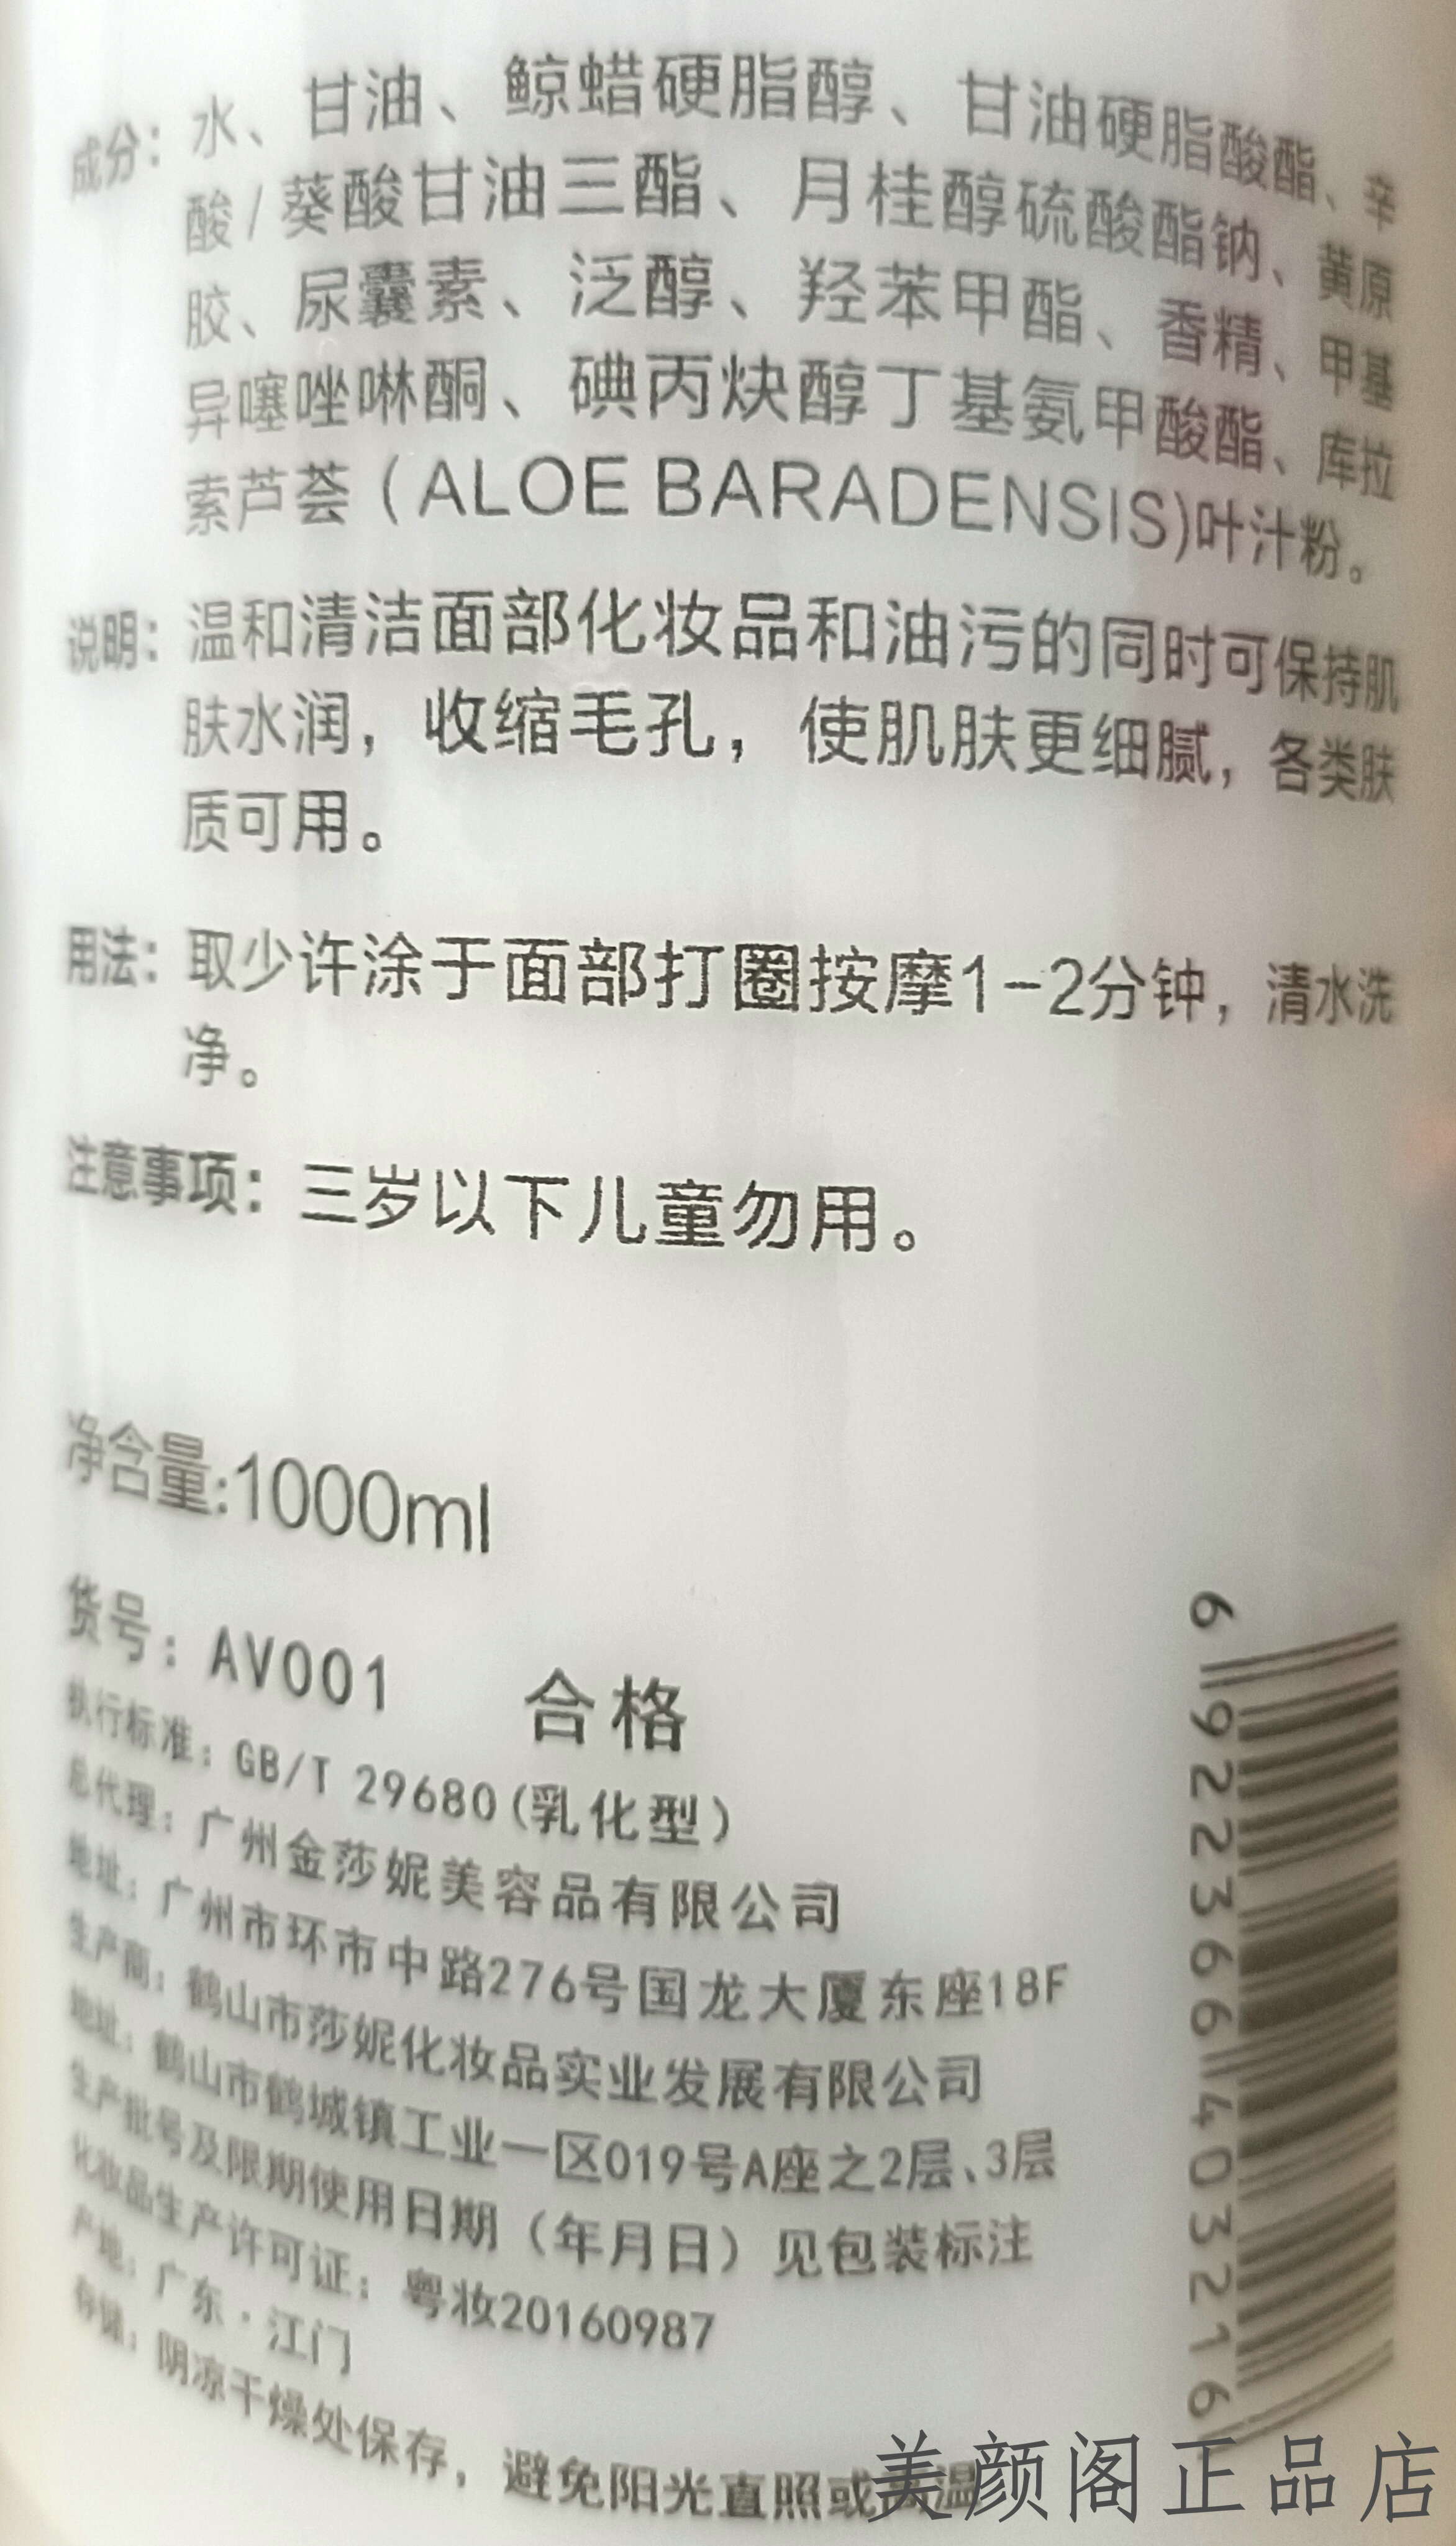 成分：水、甘油、鲸蜡硬脂醇、甘油硬脂酸酯、辛
酸/葵酸甘油三酯、月桂醇硫酸酯钠、黄原
胶、尿囊素、泛醇、羟苯甲酯、香精、甲基
异噻唑啉酮、碘丙炔醇丁基氨甲酸酯、库拉
索芦荟（ALOE BARADENSIS)叶汁粉。
说明：温和清洁面部化妆品和油污的同时可保持肌
肤水润，收缩毛孔，使肌肤更细腻，各类肤
质可用。
用法：取少许涂于面部打圈按摩1-2分钟，清水洗
净。
注意事项：三岁以下儿童勿用。
净含量:1000ml
货号：AV001 合格
执行标准：GB/T 29680(乳化型)
总代理：广州金莎妮美容品有限公司
地址：广州市环市中路276号国龙大厦东座18F
生产商：鹤山市莎妮化妆品实业发展有限公司
地址：鹤山市鹤城镇工业一区019号A座之2层、3层
生产批号及限期使用日期（年月日）见包装标注
化妆品生产许可证：粤妆20160987
产地：广东·江门
存储：阴凉干燥处保存，避免阳光直照或高温
6 922366 403216
美颜阁正品店